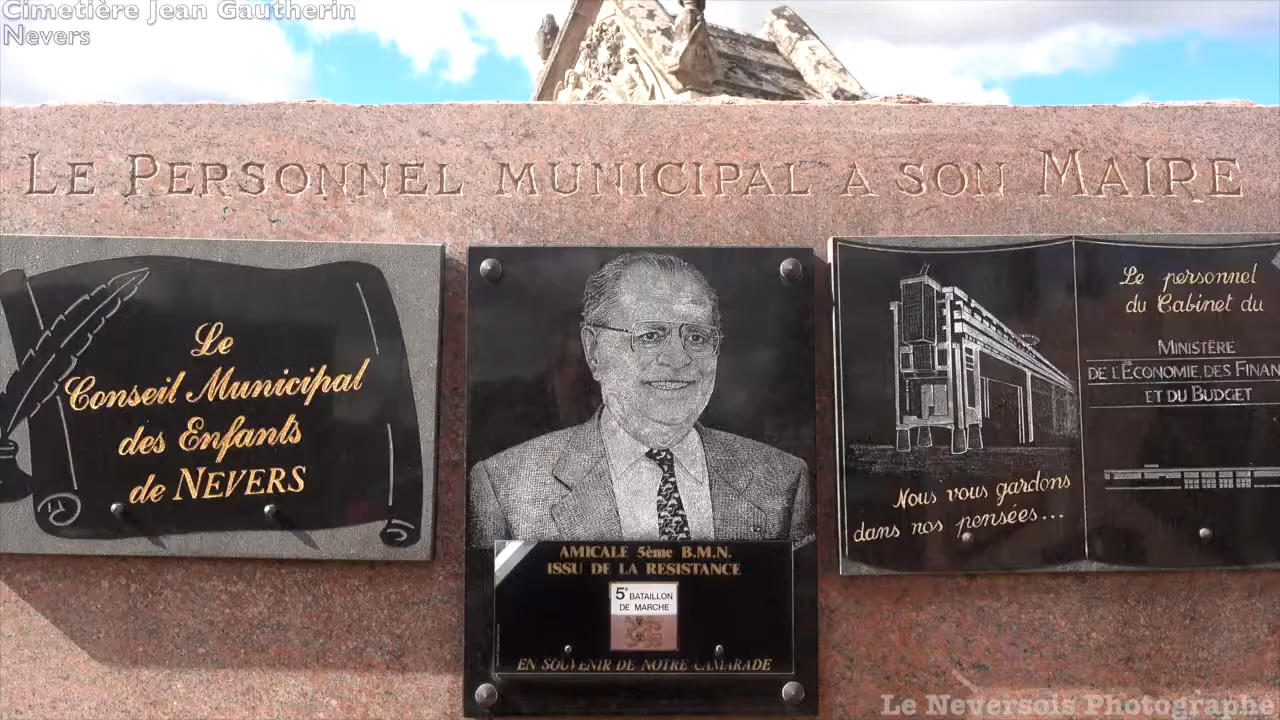 Cimetière Jean Gautherin
Nevers
LE PERSONNEL MUNICIPAL A SON MAIRE
Le
Conseil Municipal
des Enfants
de NEVERS
AMICALE 5ème B.M.N.
ISSU DE LA RESISTANCE
5e BATAILLON
DE MARCHE
EN SOUVENIR DE NOTRE CAMARADE
Nous vous gardons
dans nos pensées...
Le personnel
du Cabinet du
MINISTÈRE
DE L'ÉCONOMIE, DES FINAN
ET DU BUDGET
Le Neversois Photographe